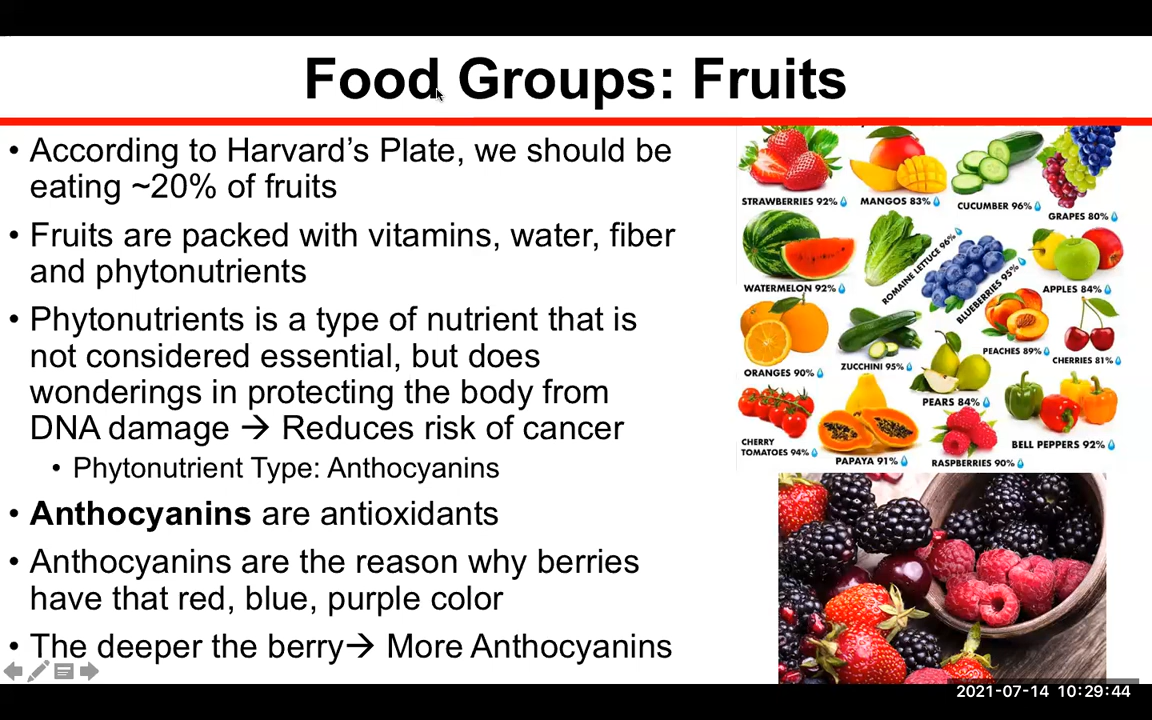 Food Groups: Fruits
• According to Harvard’s Plate, we should be
eating ~20% of fruits
• Fruits are packed with vitamins, water, fiber
and phytonutrients
• Phytonutrients is a type of nutrient that is
not considered essential, but does
wonderings in protecting the body from
DNA damage → Reduces risk of cancer
• Phytonutrient Type: Anthocyanins
• Anthocyanins are antioxidants
• Anthocyanins are the reason why berries
have that red, blue, purple color
• The deeper the berry→ More Anthocyanins
STRAWBERRIES 92%
MANGOS 83%
CUCUMBER 96%
GRAPES 80%
WATERMELON 92%
ROMAINE LETTUCE 96%
BLUEBERRIES 95%
APPLES 84%
ORANGES 90%
ZUCCHINI 95%
PEACHES 89%
CHERRIES 81%
PEARS 84%
CHERRY
TOMATOES 94%
PAPAYA 91%
RASPBERRIES 90%
BELL PEPPERS 92%
2021-07-14 10:29:44